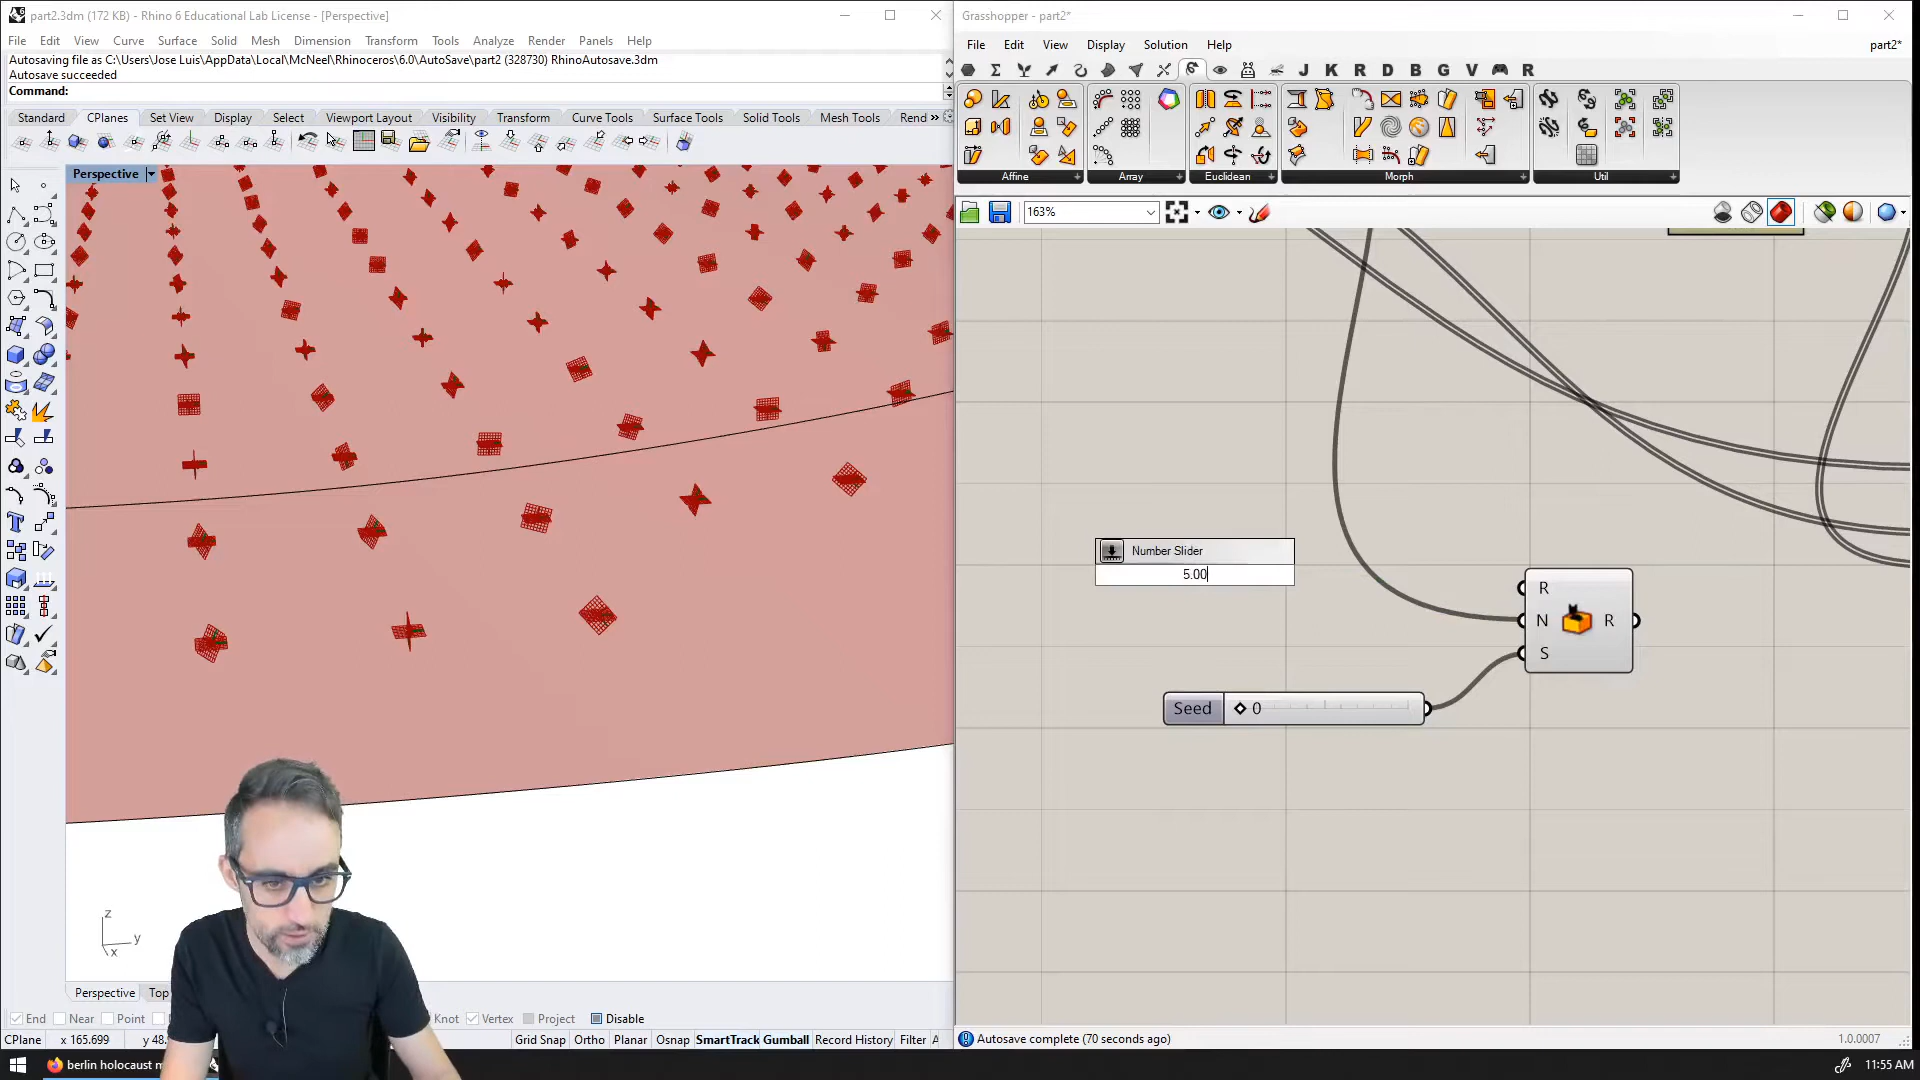 part2.3dm (172 KB) - Rhino 6 Educational Lab License - [Perspective]
File Edit View Curve Surface Solid Mesh Dimension Transform Tools Analyze Render Panels Help
Autosaving file as C:\Users\Jose Luis\AppData\Local\McNeel\Rhinoceros\6.0\AutoSave\part2 (328730) RhinoAutosave.3dm
Autosave succeeded
Command:
Standard CPlanes Set View Display Select Viewport Layout Visibility Transform Curve Tools Surface Tools Solid Tools Mesh Tools Rend »
Perspective
z
y
x
Perspective Top
End Near Point Knot Vertex Project Disable
CPlane x 165.699 y 48. Grid Snap Ortho Planar Osnap SmartTrack Gumball Record History Filter
berlin holocaust m
Grasshopper - part2*
File Edit View Display Solution Help part2*
J K R D B G V R
Affine Array Euclidean Morph Util
163%
Number Slider
5.00
R
N R
S
Seed 0
Autosave complete (70 seconds ago) 1.0.0007
11:55 AM